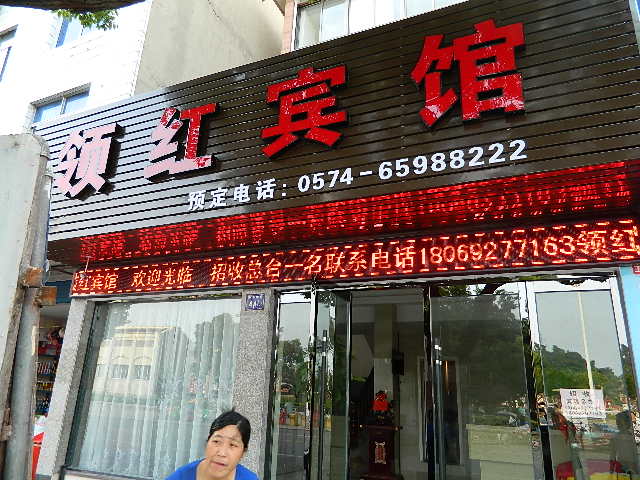 领红宾馆
预定电话：0574-65988222
红宾馆 欢迎光临 招收总台一名联系电话18069277163领红
招收